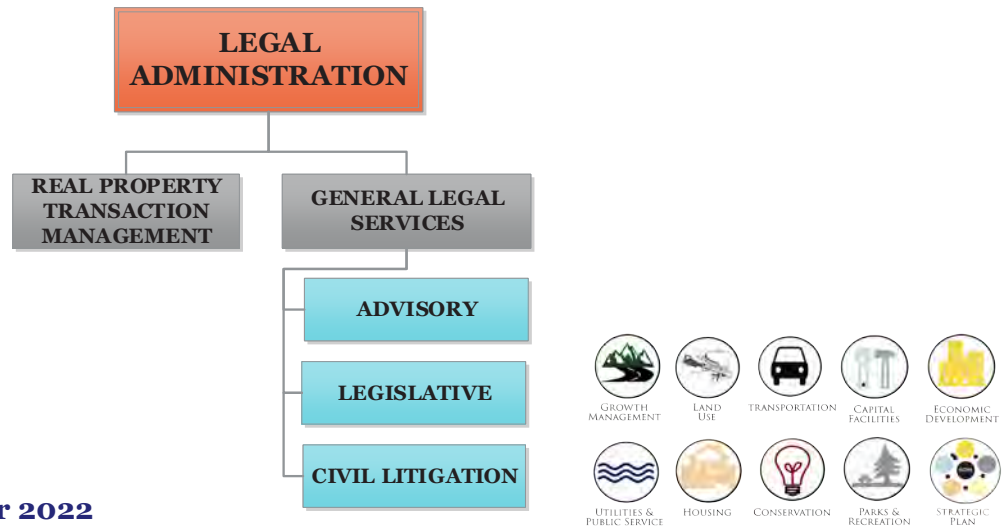 LEGAL
ADMINISTRATION
REAL PROPERTY
TRANSACTION
MANAGEMENT
GENERAL LEGAL
SERVICES
ADVISORY
LEGISLATIVE
CIVIL LITIGATION
GROWTH
MANAGEMENT
LAND
USE
TRANSPORTATION
CAPITAL
FACILITIES
ECONOMIC
DEVELOPMENT
UTILITIES &
PUBLIC SERVICE
HOUSING
CONSERVATION
PARKS &
RECREATION
STRATEGIC
PLAN
r 2022